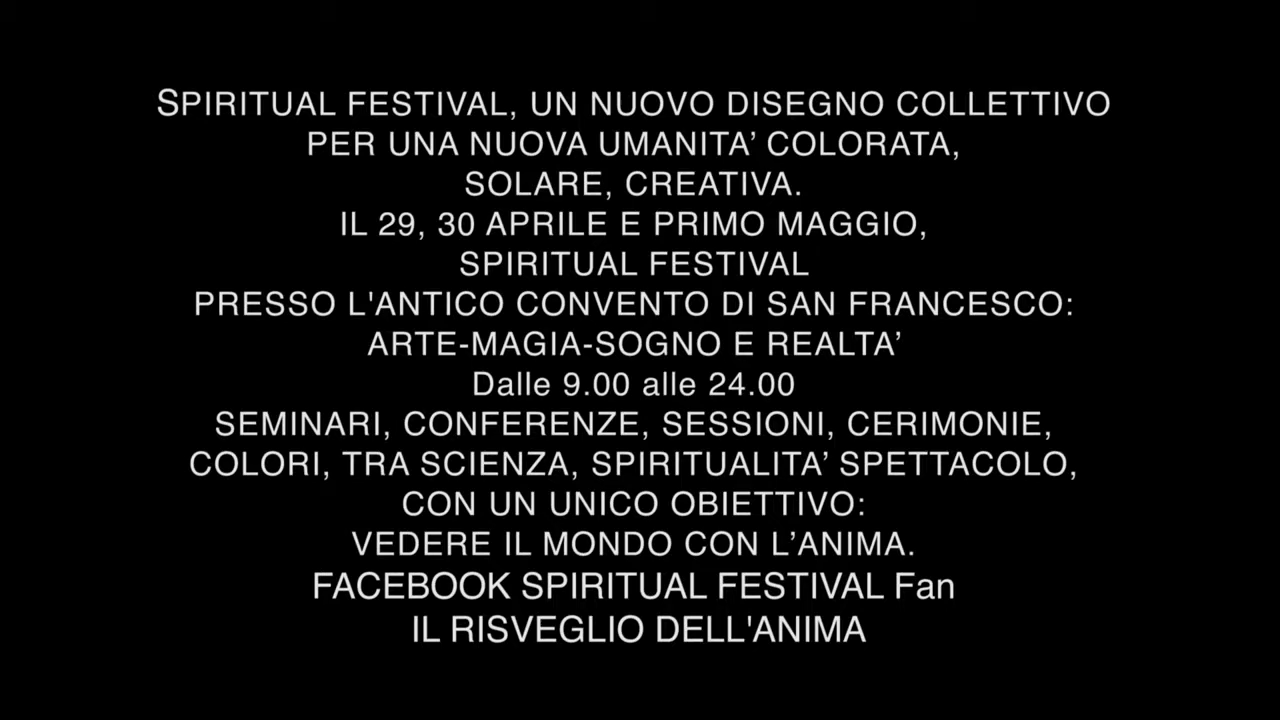 SPIRITUAL FESTIVAL, UN NUOVO DISEGNO COLLETTIVO
PER UNA NUOVA UMANITA’ COLORATA,
SOLARE, CREATIVA.
IL 29, 30 APRILE E PRIMO MAGGIO,
SPIRITUAL FESTIVAL
PRESSO L'ANTICO CONVENTO DI SAN FRANCESCO:
ARTE-MAGIA-SOGNO E REALTA’
Dalle 9.00 alle 24.00
SEMINARI, CONFERENZE, SESSIONI, CERIMONIE,
COLORI, TRA SCIENZA, SPIRITUALITA’ SPETTACOLO,
CON UN UNICO OBIETTIVO:
VEDERE IL MONDO CON L’ANIMA.
FACEBOOK SPIRITUAL FESTIVAL Fan
IL RISVEGLIO DELL'ANIMA